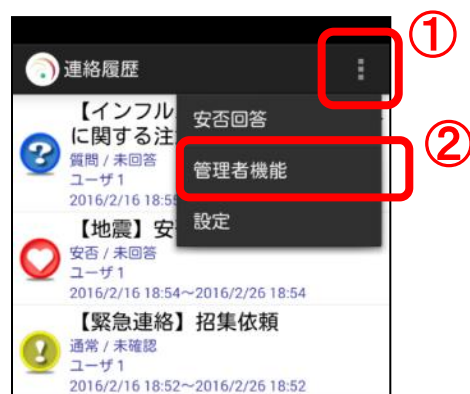 ①
連絡履歴
【インフル
に関する注
質問 / 未回答
ユーザ1
2016/2/16 18:55
安否回答
②
管理者機能
設定
【地震】安
安否 / 未回答
ユーザ1
2016/2/16 18:54～2016/2/26 18:54
【緊急連絡】招集依頼
通常 / 未確認
ユーザ1
2016/2/16 18:52～2016/2/26 18:52